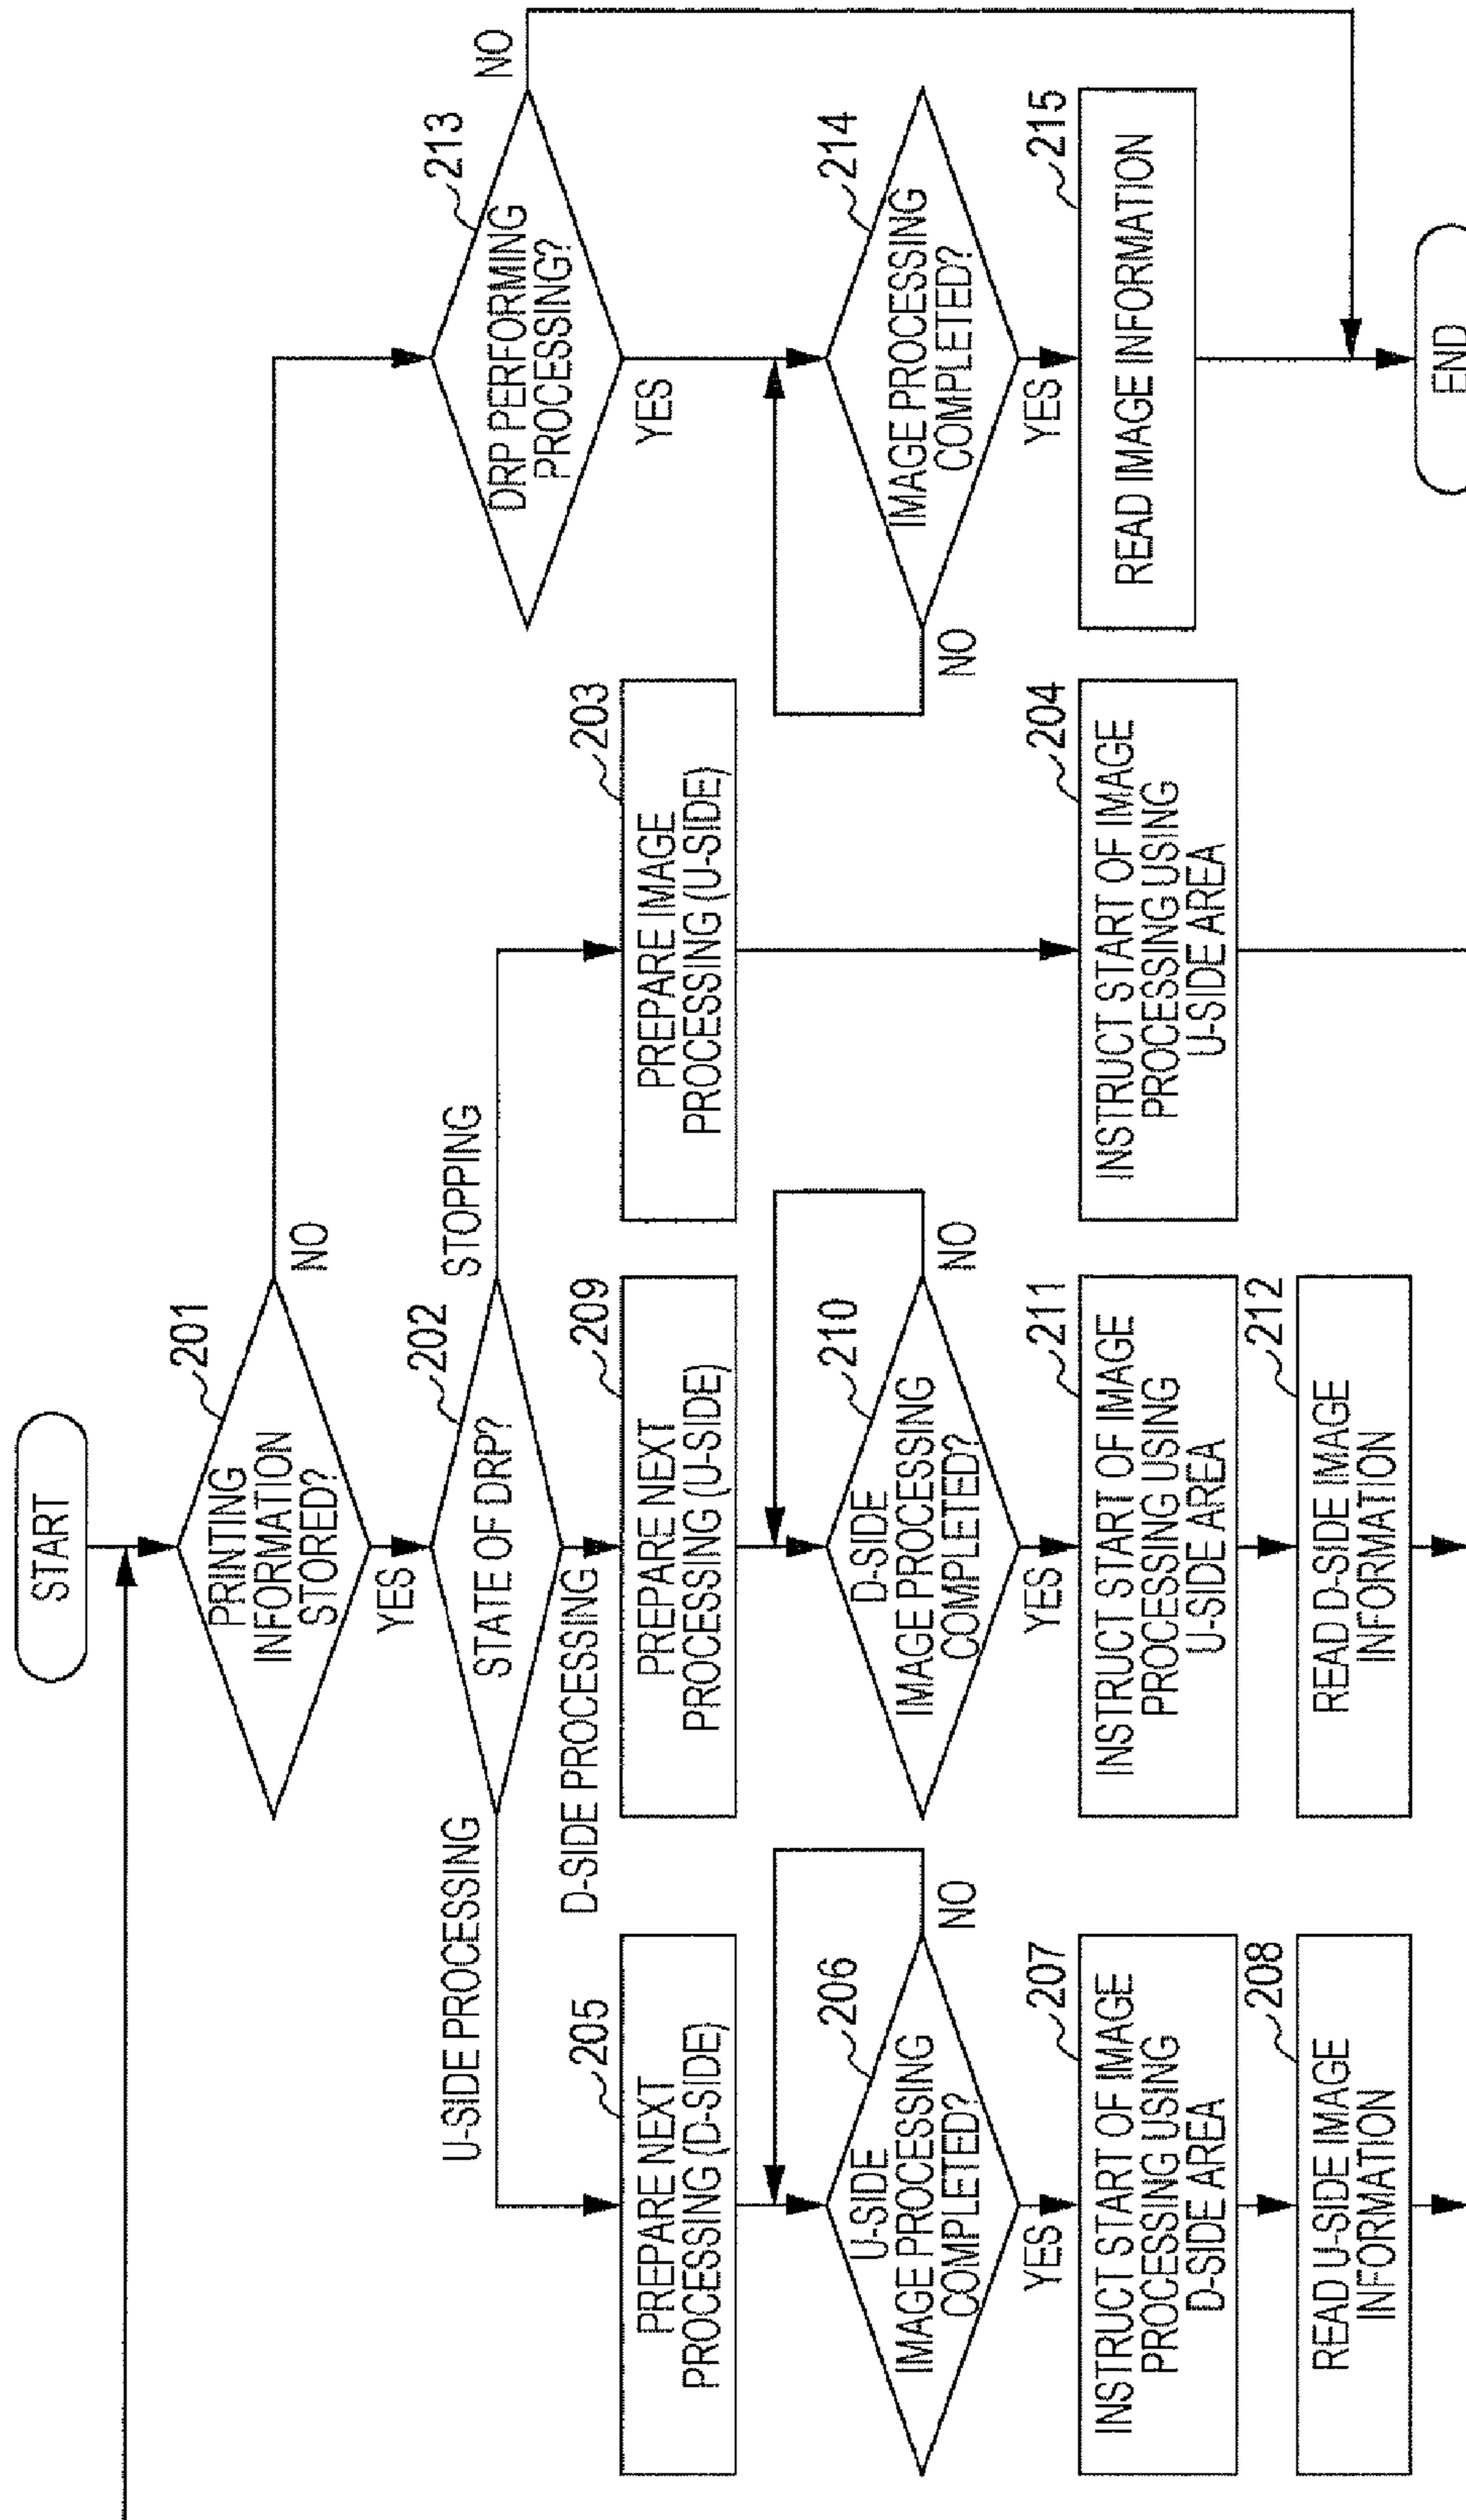 START
201
PRINTING
INFORMATION
STORED?
NO
YES
202
STATE OF DRP?
U-SIDE PROCESSING
D-SIDE PROCESSING
STOPPING
205
PREPARE NEXT
PROCESSING (D-SIDE)
206
U-SIDE
IMAGE PROCESSING
COMPLETED?
NO
YES
207
INSTRUCT START OF IMAGE
PROCESSING USING
D-SIDE AREA
208
READ U-SIDE IMAGE
INFORMATION
209
PREPARE NEXT
PROCESSING (U-SIDE)
210
D-SIDE
IMAGE PROCESSING
COMPLETED?
NO
YES
211
INSTRUCT START OF IMAGE
PROCESSING USING
U-SIDE AREA
212
READ D-SIDE IMAGE
INFORMATION
203
PREPARE IMAGE
PROCESSING (U-SIDE)
204
INSTRUCT START OF IMAGE
PROCESSING USING
U-SIDE AREA
213
DRP PERFORMING
PROCESSING?
NO
YES
214
IMAGE PROCESSING
COMPLETED?
NO
YES
215
READ IMAGE INFORMATION
END